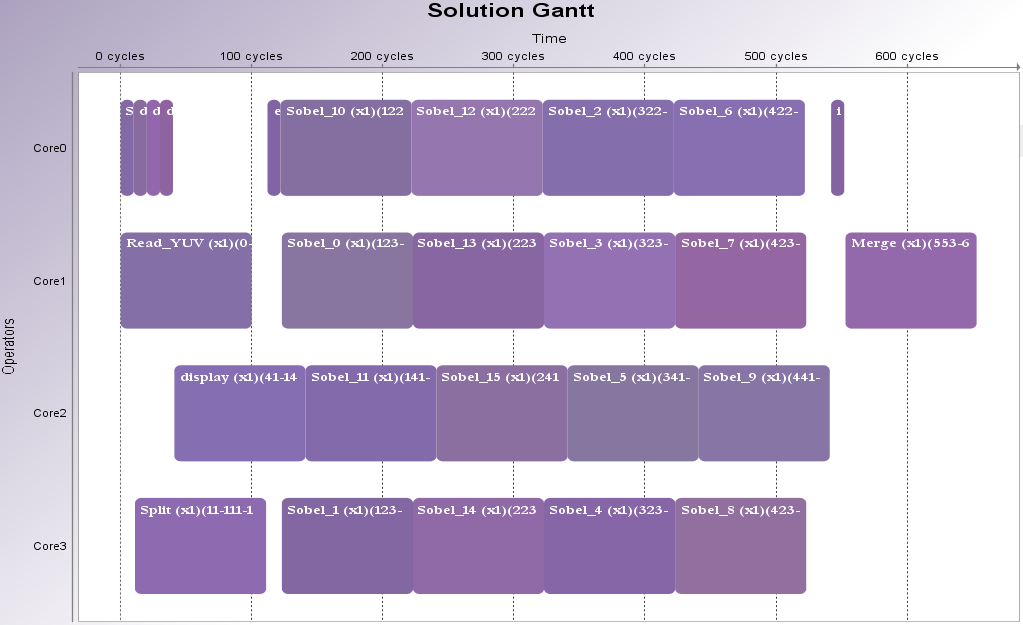 Solution Gantt
Time
0 cycles 100 cycles 200 cycles 300 cycles 400 cycles 500 cycles 600 cycles
Operators
Core0
S d d d e Sobel_10 (x1)(122 Sobel_12 (x1)(222 Sobel_2 (x1)(322- Sobel_6 (x1)(422- i
Core1
Read_YUV (x1)(0- Sobel_0 (x1)(123- Sobel_13 (x1)(223 Sobel_3 (x1)(323- Sobel_7 (x1)(423- Merge (x1)(553-6
Core2
display (x1)(41-14 Sobel_11 (x1)(141- Sobel_15 (x1)(241 Sobel_5 (x1)(341- Sobel_9 (x1)(441-
Core3
Split (x1)(11-111-1 Sobel_1 (x1)(123- Sobel_14 (x1)(223 Sobel_4 (x1)(323- Sobel_8 (x1)(423-